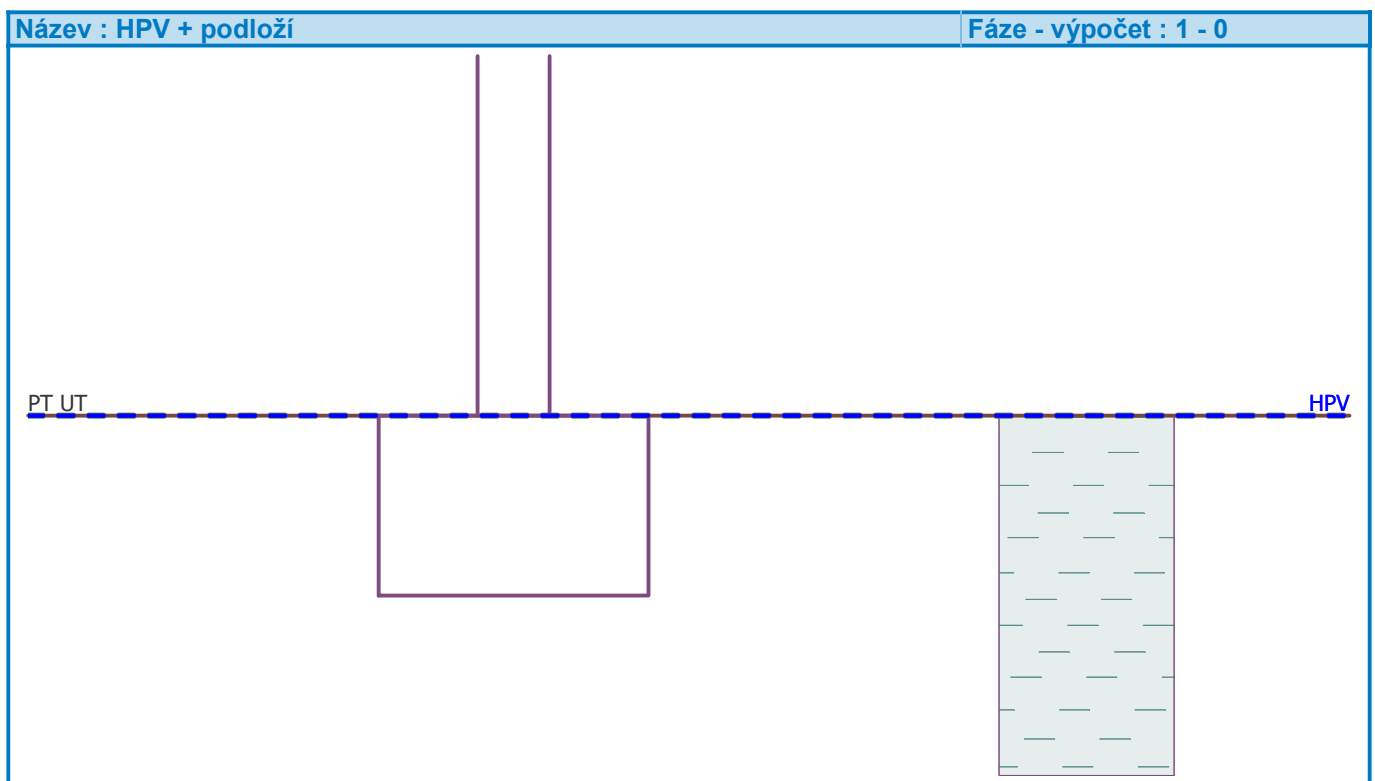 Název : HPV + podloží
Fáze - výpočet : 1 - 0
PT UT
HPV